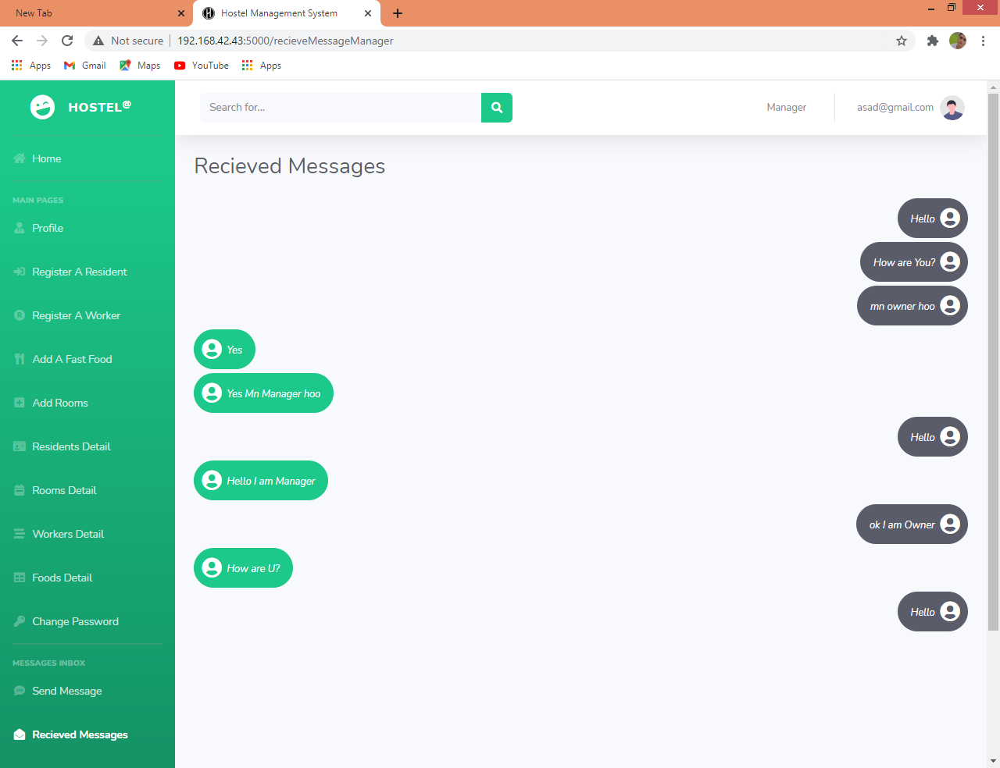 New Tab
Hostel Management System
Not secure
192.168.42.43:5000/recieveMessageManager
Apps
Gmail
Maps
YouTube
Apps
HOSTEL@
Search for...
Manager
asad@gmail.com
Home
MAIN PAGES
Profile
Register A Resident
Register A Worker
Add A Fast Food
Add Rooms
Residents Detail
Rooms Detail
Workers Detail
Foods Detail
Change Password
MESSAGES INBOX
Send Message
Recieved Messages
Recieved Messages
Hello
How are You?
mn owner hoo
Yes
Yes Mn Manager hoo
Hello
Hello I am Manager
ok I am Owner
How are U?
Hello